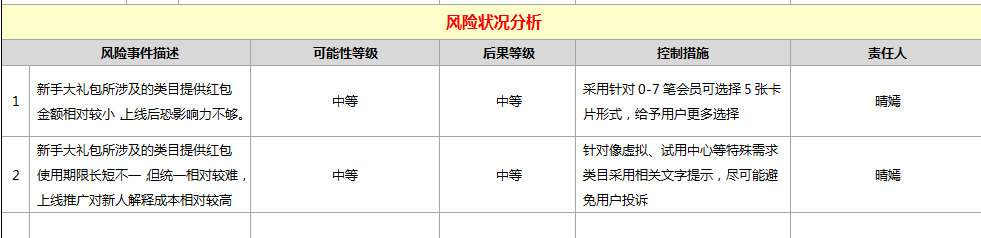 风险状况分析
风险事件描述 可能性等级 后果等级 控制措施 责任人
1 新手大礼包所涉及的类目提供红包
金额相对较小 上线后恐影响力不够。
中等 中等
采用针对 0-7 笔会员可选择 5 张卡
片形式，给予用户更多选择
晴嫣
2 新手大礼包所涉及的类目提供红包
使用期限长短不一 但统一相对较难，
上线推广对新人解释成本相对较高
中等 中等
针对像虚拟、试用中心等特殊需求
类目采用相关文字提示，尽可能避
免用户投诉
晴嫣